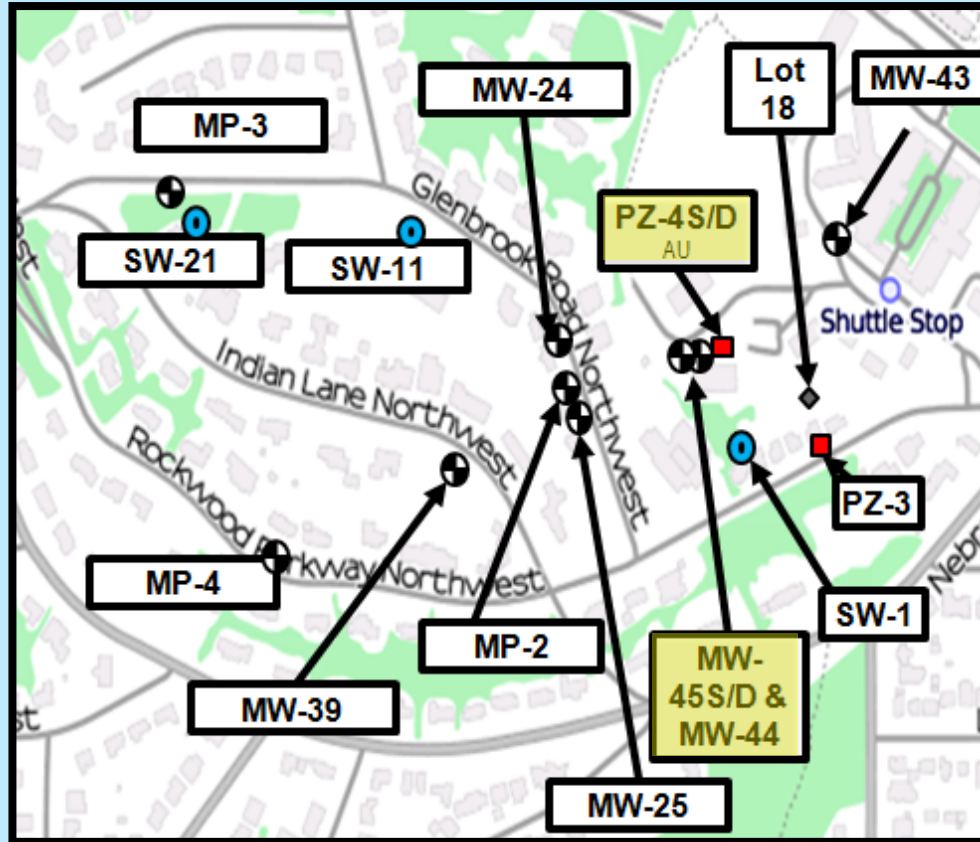 MW-24
Lot
18
MW-43
MP-3
Glenbrook Road Northwest
PZ-4S/D
AU
SW-21
SW-11
Shuttle Stop
Indian Lane Northwest
Rockwood Parkway Northwest
PZ-3
MP-4
SW-1
MP-2
MW-
45S/D &
MW-44
MW-39
MW-25